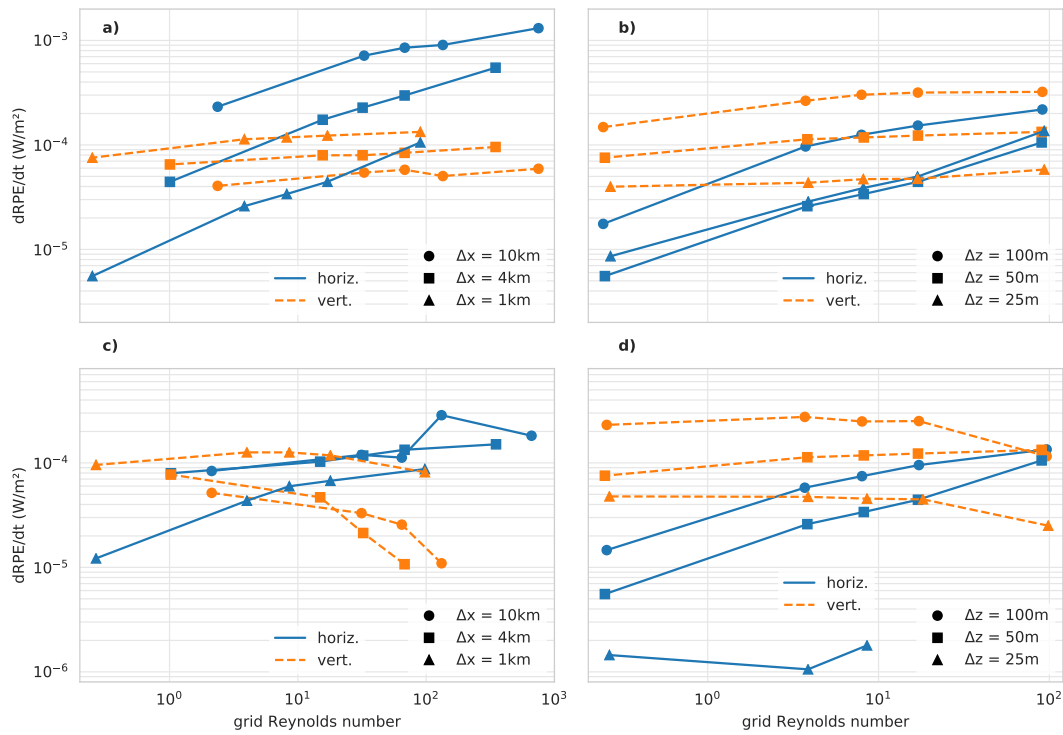 a)
b)
10⁻³
10⁻⁴
10⁻⁵
dRPE/dt (W/m²)
horiz.
vert.
Δx = 10km
Δx = 4km
Δx = 1km
horiz.
vert.
Δz = 100m
Δz = 50m
Δz = 25m
c)
d)
10⁻⁴
10⁻⁵
10⁻⁶
dRPE/dt (W/m²)
horiz.
vert.
Δx = 10km
Δx = 4km
Δx = 1km
horiz.
vert.
Δz = 100m
Δz = 50m
Δz = 25m
10⁰ 10¹ 10² 10³
10⁰ 10¹ 10²
grid Reynolds number
grid Reynolds number